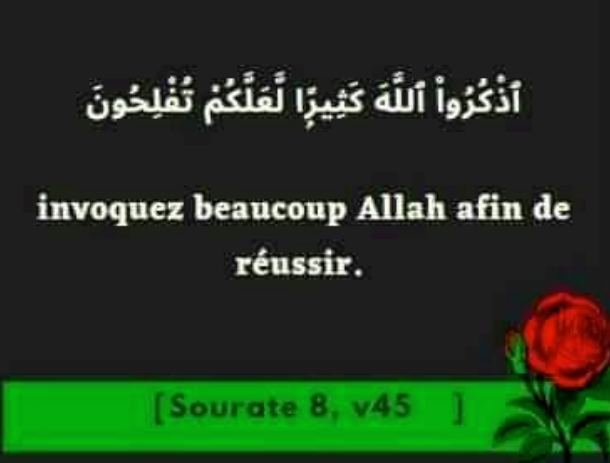 ٱذْكُرُواْ ٱللَّهَ كَثِيرًا لَّعَلَّكُمْ تُفْلِحُونَ
invoquez beaucoup Allah afin de
réussir.
[Sourate 8, v45 ]